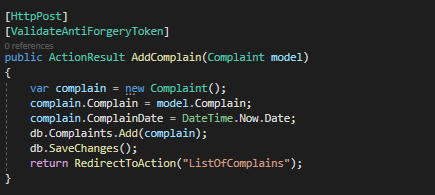 [HttpPost]
[ValidateAntiForgeryToken]
0 references
public ActionResult AddComplain(Complaint model)
{
var complain = new Complaint();
complain.Complain = model.Complain;
complain.ComplainDate = DateTime.Now.Date;
db.Complaints.Add(complain);
db.SaveChanges();
return RedirectToAction("ListOfComplains");
}